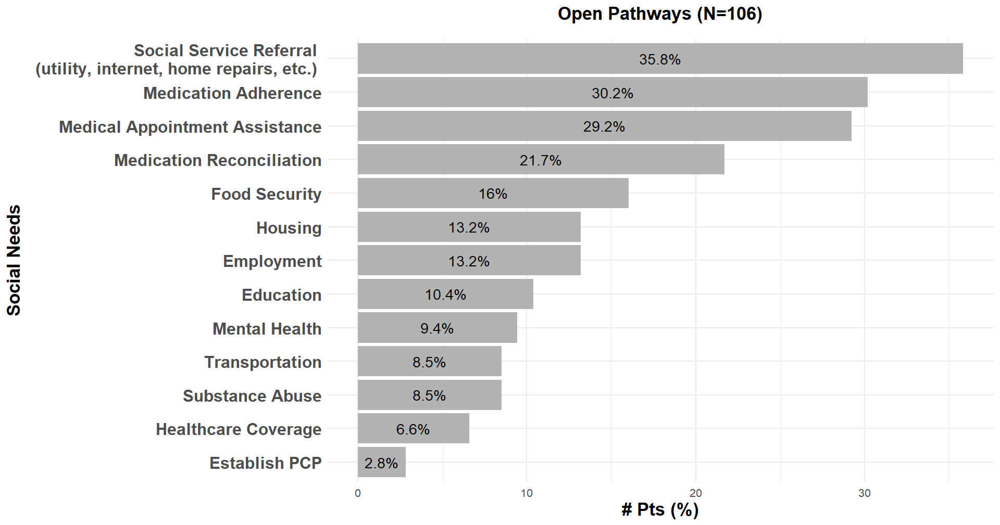 Open Pathways (N=106)
Social Service Referral
(utility, internet, home repairs, etc.)
35.8%
Medication Adherence
30.2%
Medical Appointment Assistance
29.2%
Medication Reconciliation
21.7%
Food Security
16%
Housing
13.2%
Employment
13.2%
Education
10.4%
Mental Health
9.4%
Transportation
8.5%
Substance Abuse
8.5%
Healthcare Coverage
6.6%
Establish PCP
2.8%
Social Needs
0 10 20 30
# Pts (%)